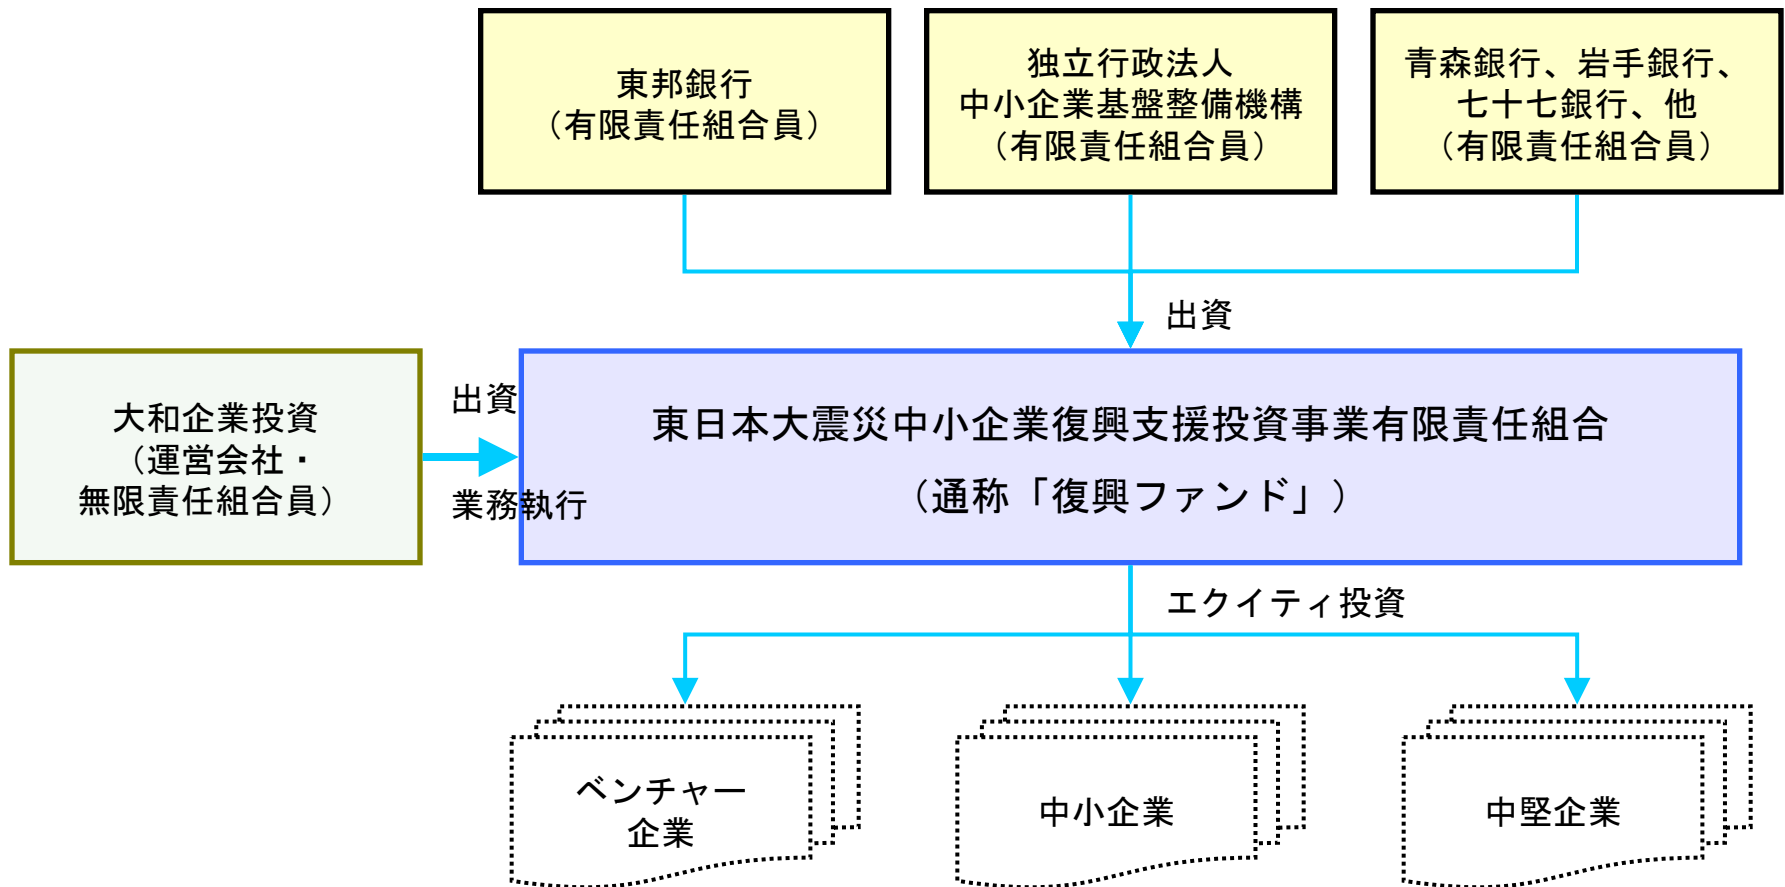 東邦銀行
（有限責任組合員）
独立行政法人
中小企業基盤整備機構
（有限責任組合員）
青森銀行、岩手銀行、
七十七銀行、他
（有限責任組合員）
出資
大和企業投資
（運営会社・
無限責任組合員）
出資
業務執行
東日本大震災中小企業復興支援投資事業有限責任組合
（通称「復興ファンド」）
エクイティ投資
ベンチャー
企業
中小企業
中堅企業